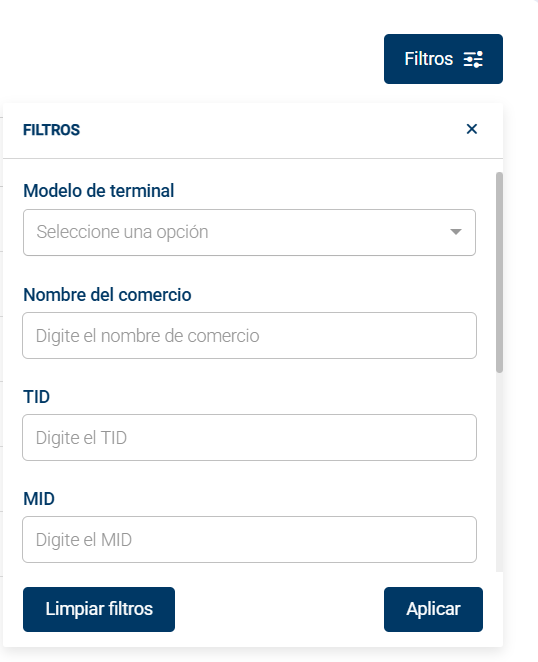 Filtros
FILTROS
Modelo de terminal
Seleccione una opción
Nombre del comercio
Digite el nombre de comercio
TID
Digite el TID
MID
Digite el MID
Limpiar filtros
Aplicar